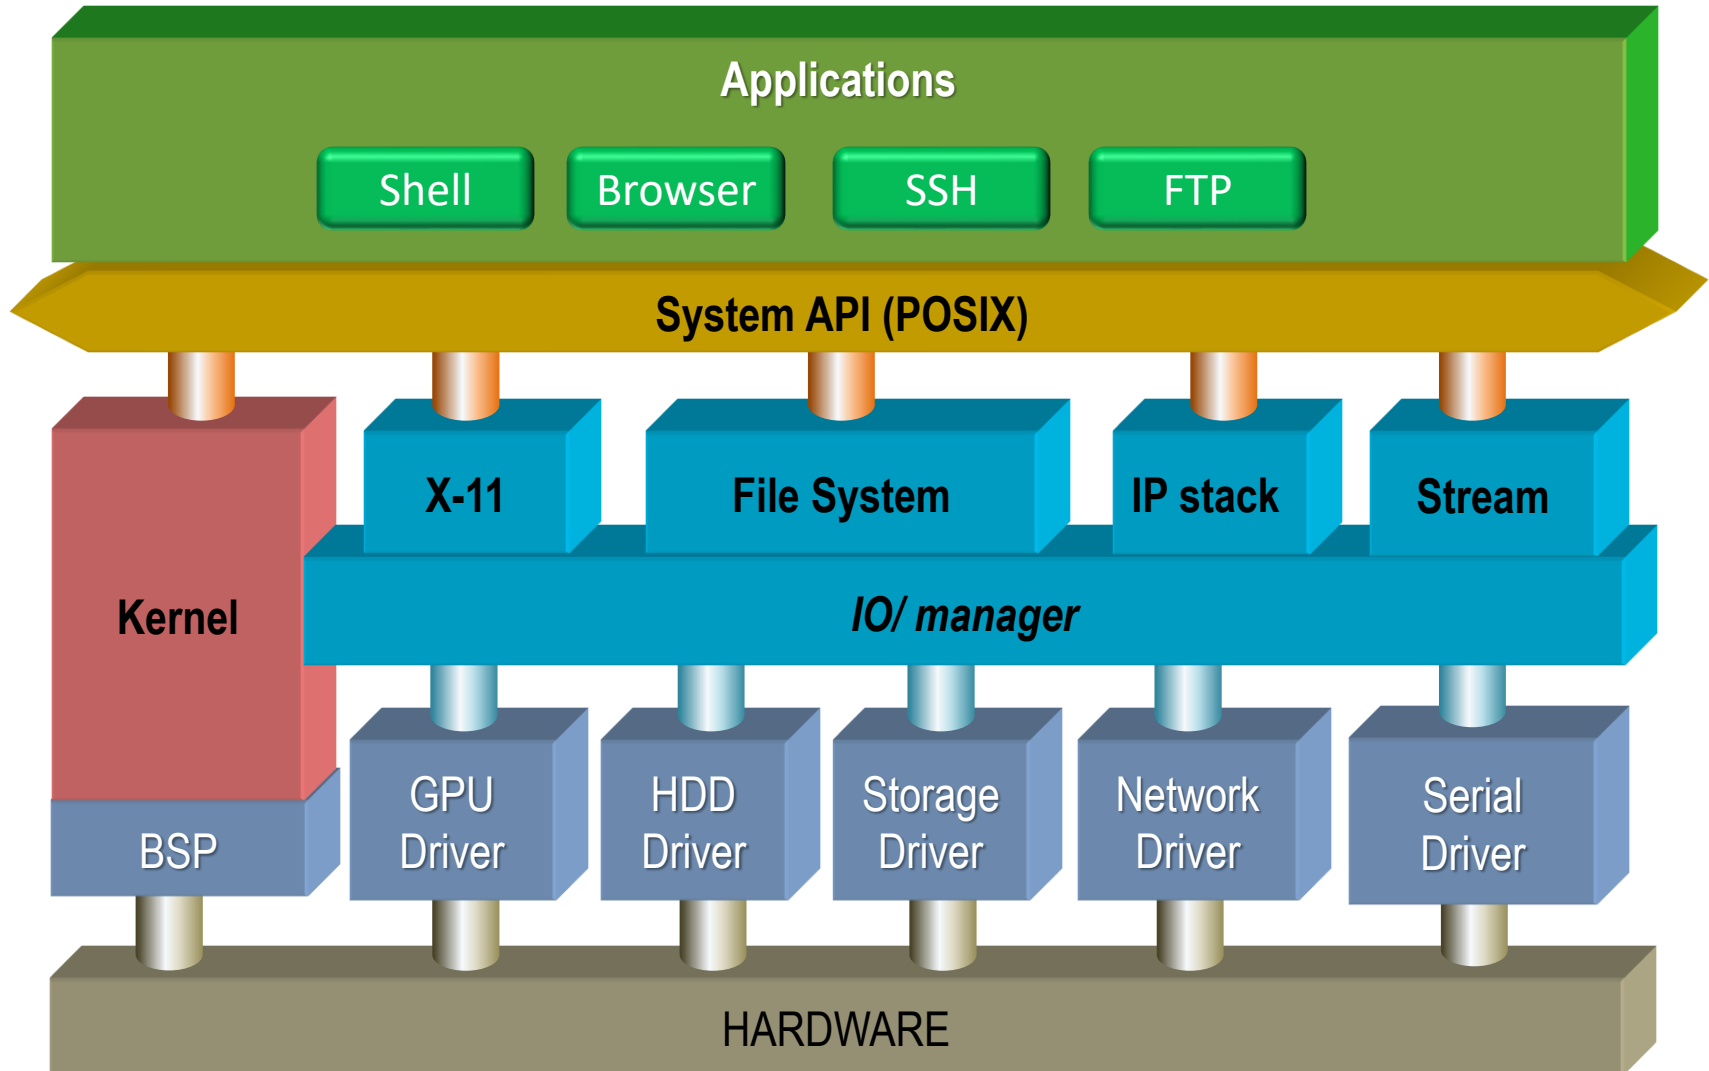 Applications
Shell
Browser
SSH
FTP
System API (POSIX)
X-11
File System
IP stack
Stream
Kernel
IO/ manager
GPU
Driver
HDD
Driver
Storage
Driver
Network
Driver
Serial
Driver
BSP
HARDWARE